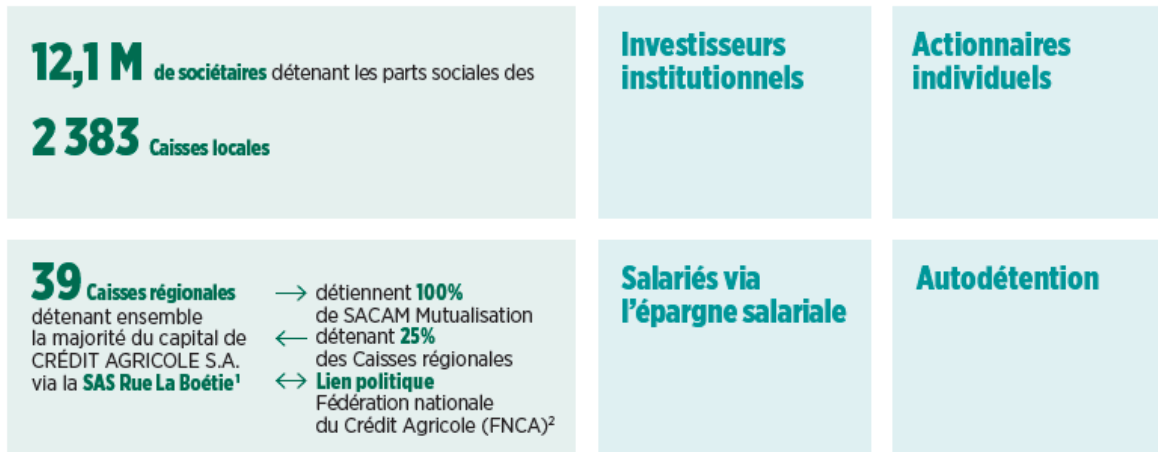 12,1 M de sociétaires détenant les parts sociales des
2 383 Caisses locales
Investisseurs
institutionnels
Actionnaires
individuels
39 Caisses régionales
détenant ensemble
la majorité du capital de
CRÉDIT AGRICOLE S.A.
via la SAS Rue La Boétie¹
→ détiennent 100%
de SACAM Mutualisation
← détenant 25%
des Caisses régionales
↔ Lien politique
Fédération nationale
du Crédit Agricole (FNCA)²
Salariés via
l’épargne salariale
Autodétention